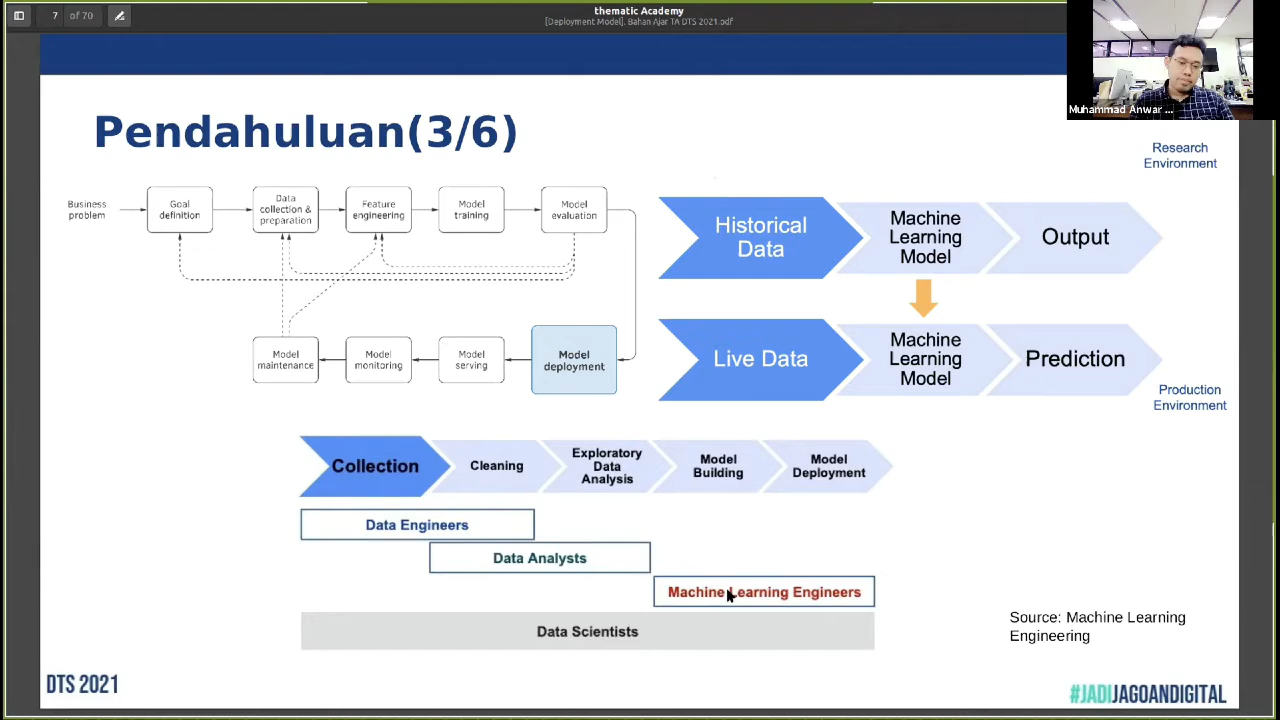 7 of 70
thematic Academy
[Deployment Model]. Bahan Ajar TA DTS 2021.pdf
Muhammad Anwar ...
Pendahuluan(3/6)
Research
Environment
Business
problem
Goal
definition
Data
collection &
preparation
Feature
engineering
Model
training
Model
evaluation
Historical
Data
Machine
Learning
Model
Output
Model
maintenance
Model
monitoring
Model
serving
Model
deployment
Live Data
Machine
Learning
Model
Prediction
Production
Environment
Collection
Cleaning
Exploratory
Data
Analysis
Model
Building
Model
Deployment
Data Engineers
Data Analysts
Machine Learning Engineers
Data Scientists
Source: Machine Learning
Engineering
DTS 2021
#JADIJAGOANDIGITAL